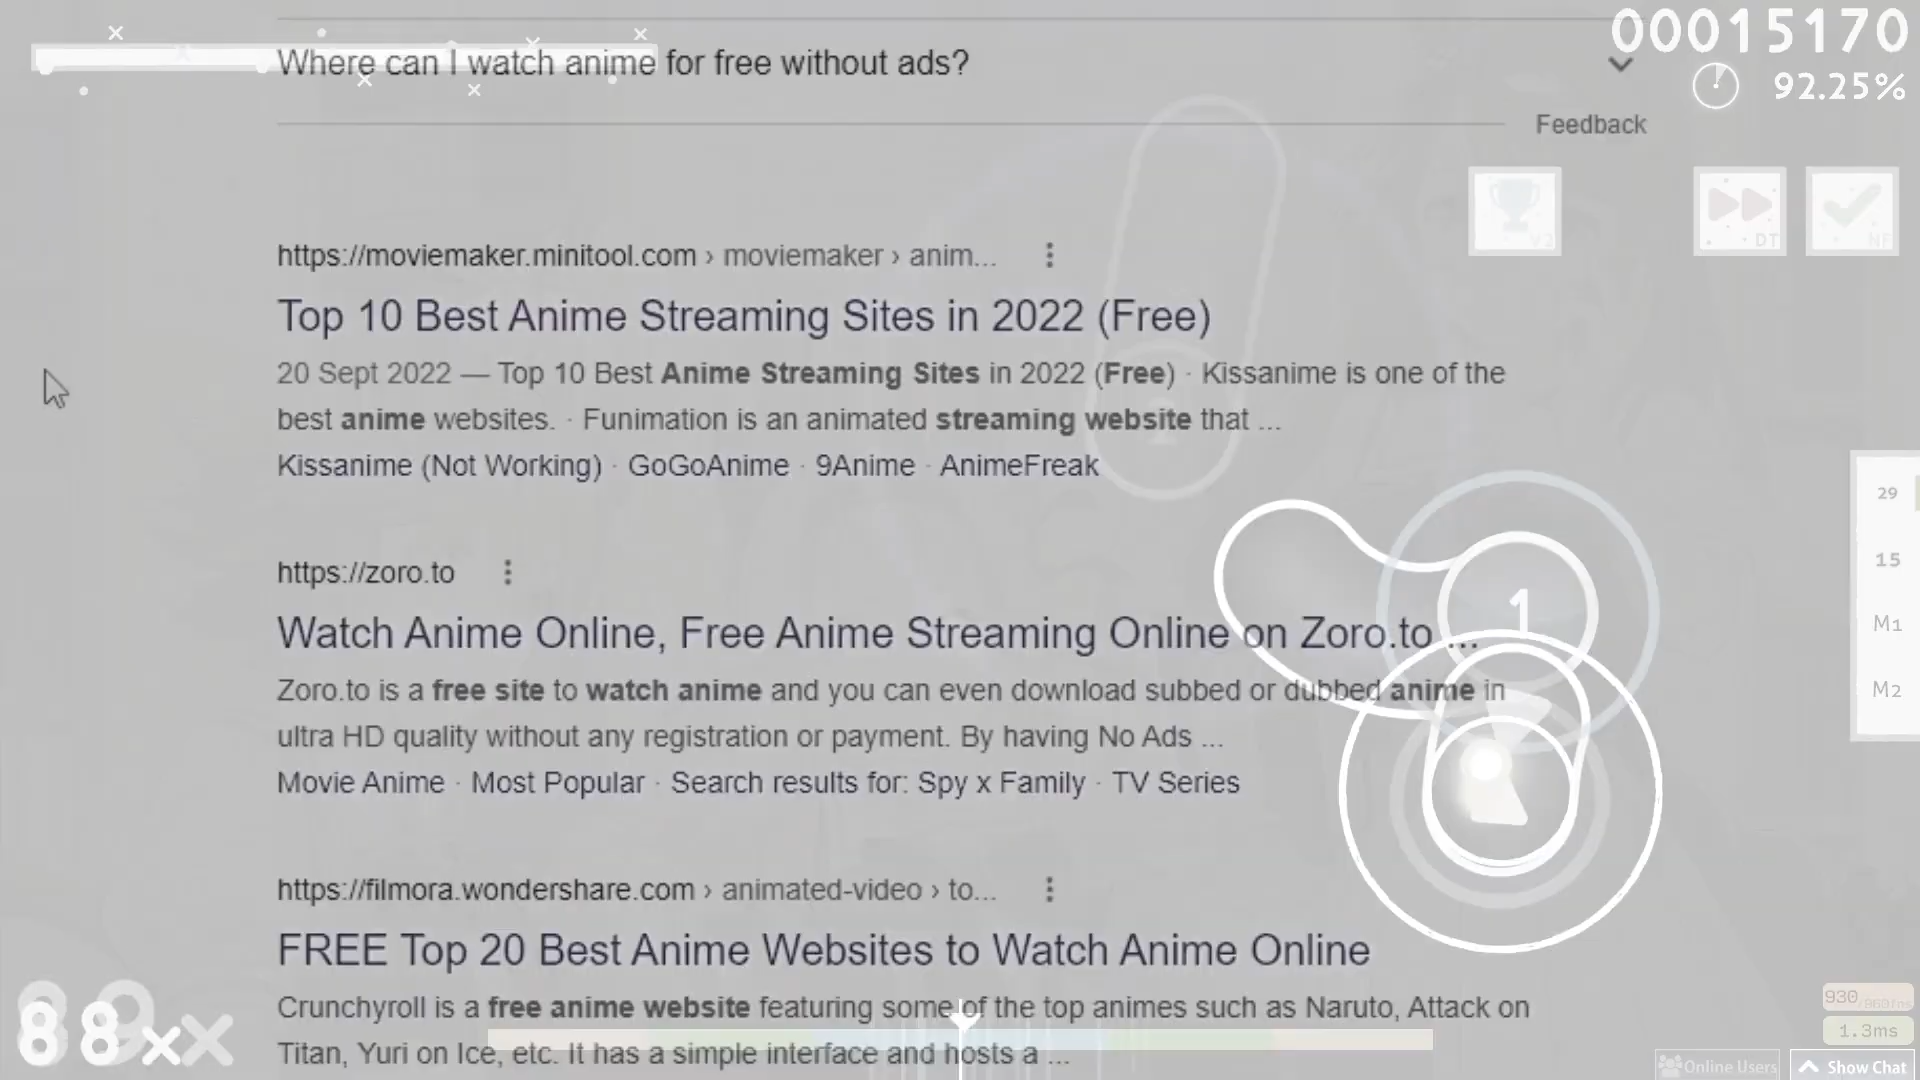 00015170
Where can I watch anime for free without ads?
92.25%
Feedback
V2
DT
NF
https://moviemaker.minitool.com › moviemaker › anim...
Top 10 Best Anime Streaming Sites in 2022 (Free)
20 Sept 2022 — Top 10 Best Anime Streaming Sites in 2022 (Free) · Kissanime is one of the
best anime websites. · Funimation is an animated streaming website that ...
Kissanime (Not Working) · GoGoAnime · 9Anime · AnimeFreak
29
15
M1
M2
https://zoro.to
1
Watch Anime Online, Free Anime Streaming Online on Zoro.to ...
Zoro.to is a free site to watch anime and you can even download subbed or dubbed anime in
ultra HD quality without any registration or payment. By having No Ads ...
Movie Anime · Most Popular · Search results for: Spy x Family · TV Series
https://filmora.wondershare.com › animated-video › to...
FREE Top 20 Best Anime Websites to Watch Anime Online
Crunchyroll is a free anime website featuring some of the top animes such as Naruto, Attack on
Titan, Yuri on Ice, etc. It has a simple interface and hosts a ...
88x
930
1.3ms
Online Users
Show Chat